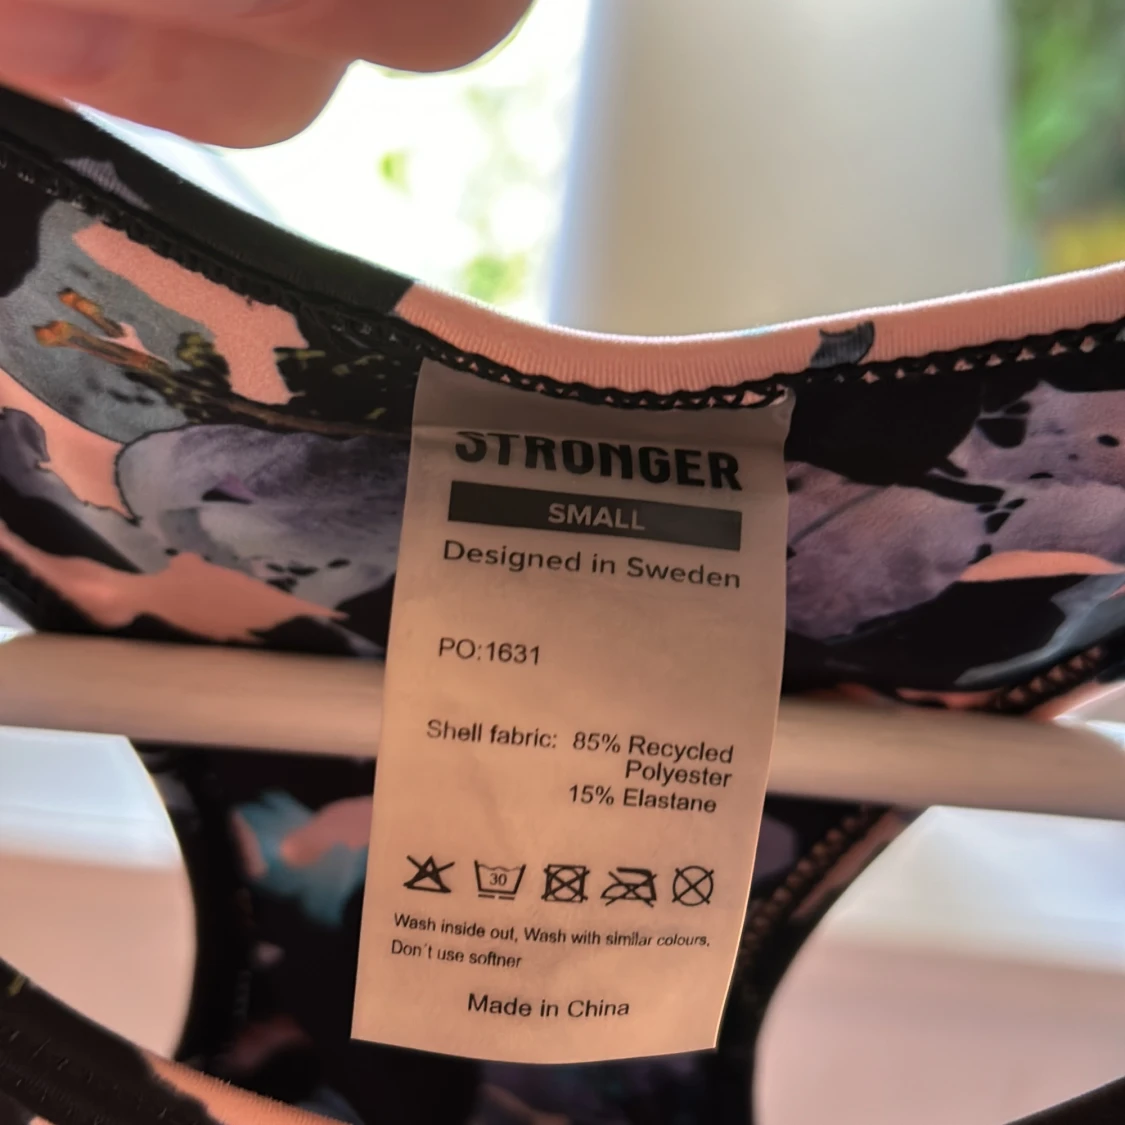 STRONGER
SMALL
Designed in Sweden
PO:1631
Shell fabric: 85% Recycled
Polyester
15% Elastane
30
Wash inside out, Wash with similar colours,
Don´t use softner
Made in China